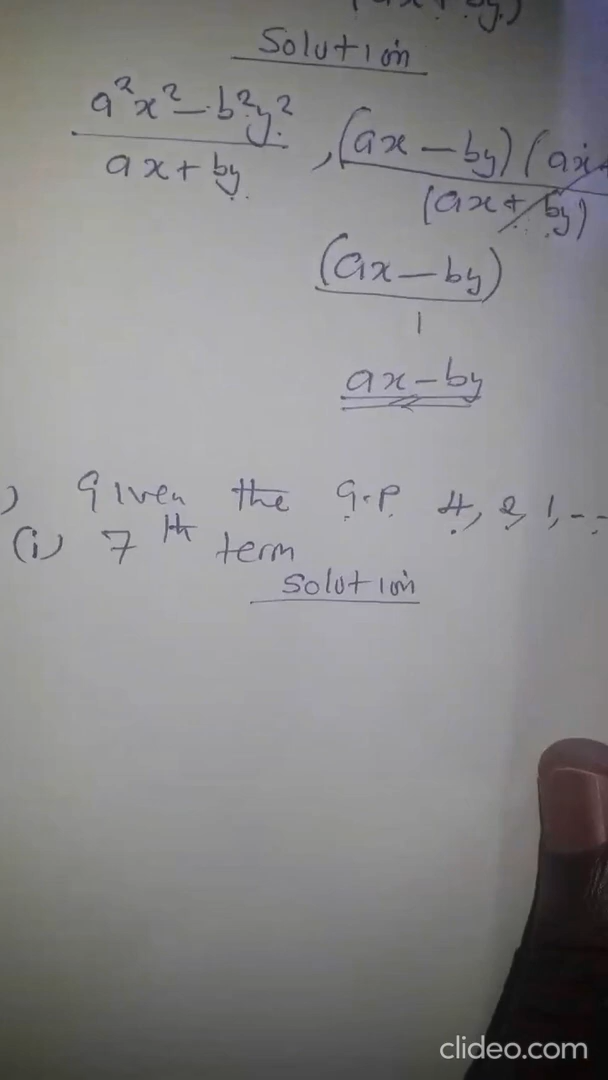 Solution
a²x² - b²y²
ax + by
, (ax - by) (ax +
(ax + by)
(ax - by)
1
ax - by
) Given the G.P 4, 2, 1, ---
(i) 7th term
Solution
clideo.com